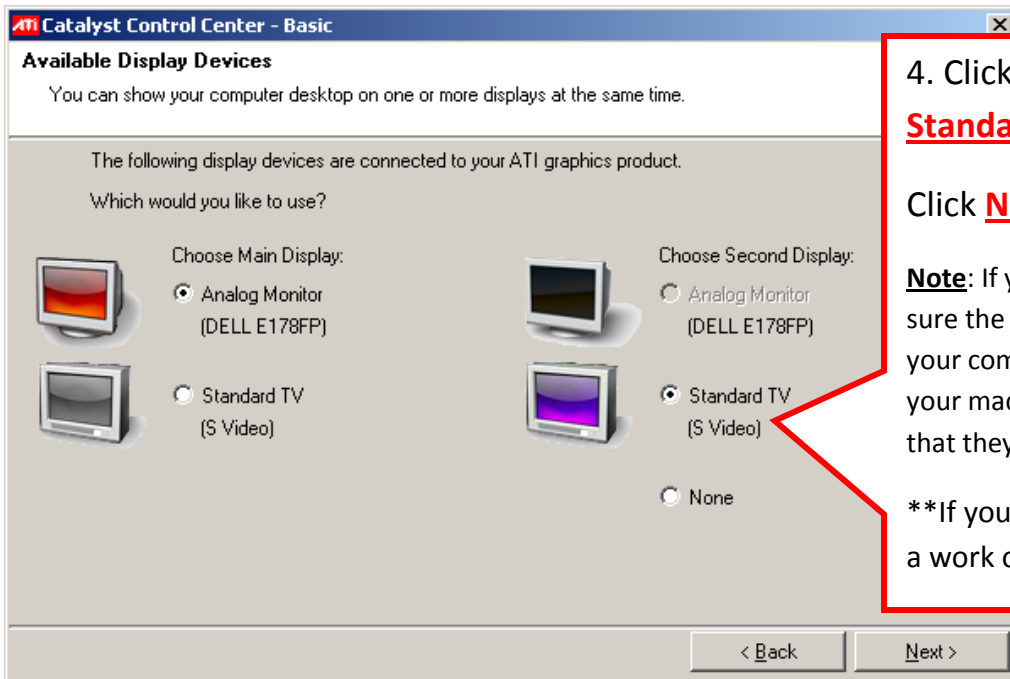 ATI Catalyst Control Center - Basic
Available Display Devices
You can show your computer desktop on one or more displays at the same time.
The following display devices are connected to your ATI graphics product.
Which would you like to use?
Choose Main Display:
Analog Monitor
(DELL E178FP)
Standard TV
(S Video)
Choose Second Display:
Analog Monitor
(DELL E178FP)
Standard TV
(S Video)
None
< Back
Next >
4. Click
Click
Note: If
sure the
your
your
that they
**If you
a work